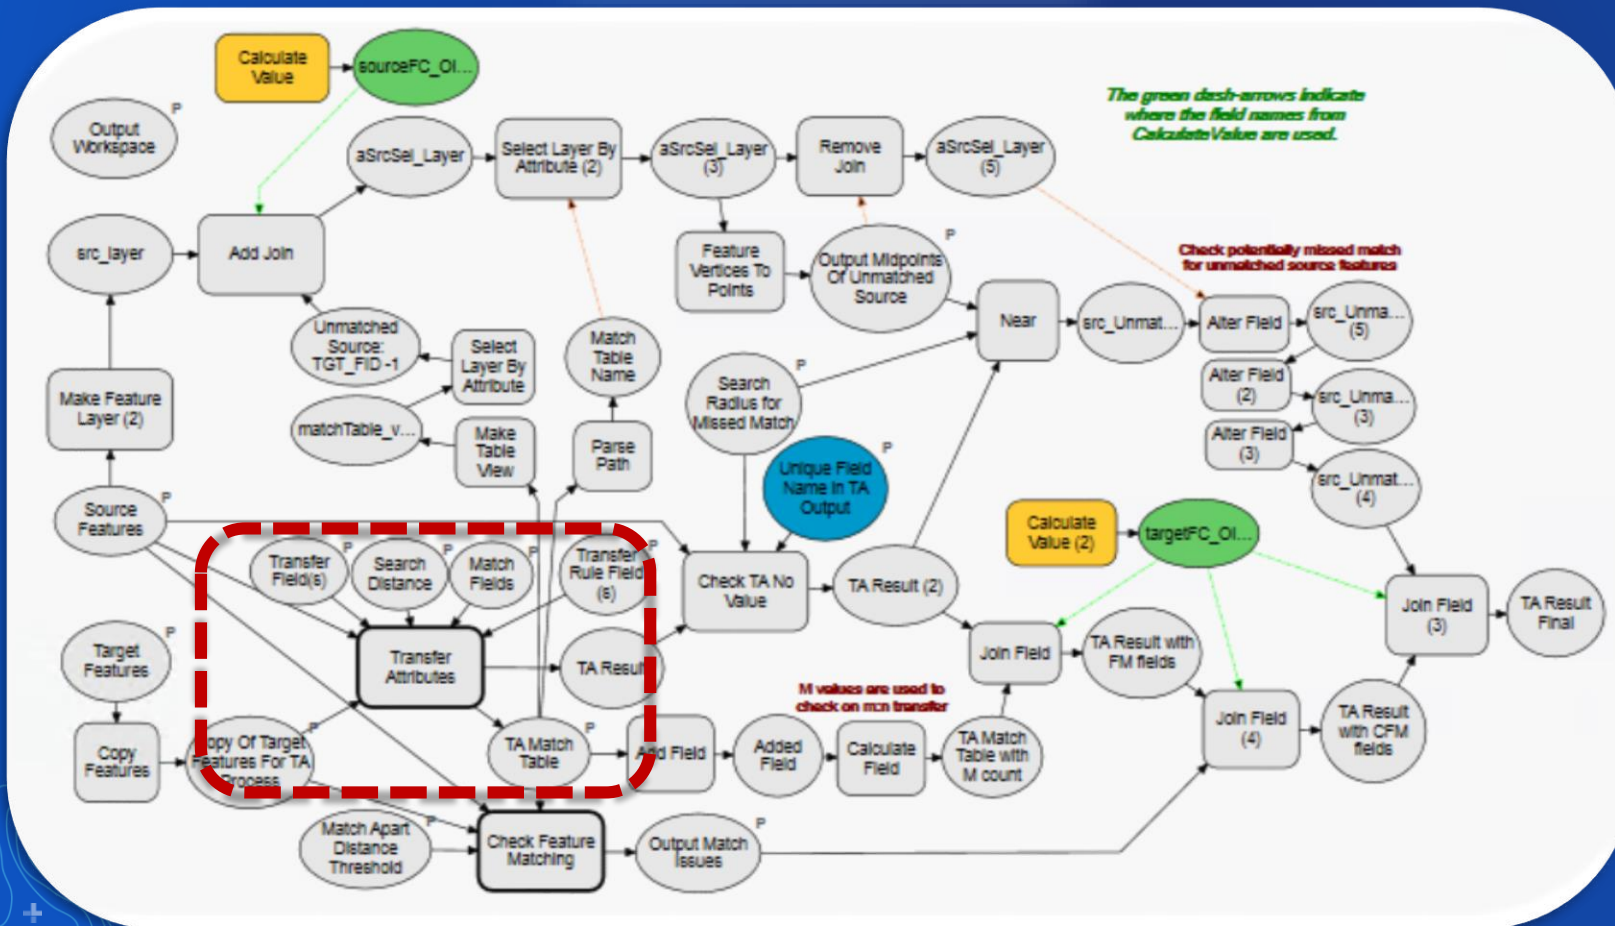 Calculate
Value
sourceFC_OI...
The green dash-arrows indicate
where the field names from
CalculateValue are used.
P
Output
Workspace
aSrcSel_Layer
Select Layer By
Attribute (2)
aSrcSel_Layer
(3)
Remove
Join
aSrcSel_Layer
(5)
src_layer
Add Join
Feature
Vertices To
Points
P
Output Midpoints
Of Unmatched
Source
Check potentially missed match
for unmatched source features
Near
src_Unmat...
Alter Field
src_Unma...
(5)
Unmatched
Source:
TGT_FID -1
Select
Layer By
Attribute
Match
Table
Name
P
Search
Radius for
Missed Match
Alter Field
(2)
src_Unma...
(3)
Make Feature
Layer (2)
matchTable_v...
Make
Table
View
Parse
Path
Alter Field
(3)
src_Unmat...
(4)
P
Unique Field
Name In TA
Output
P
Source
Features
Calculate
Value (2)
targetFC_OI...
P
Transfer
Field(s)
P
Search
Distance
P
Match
Fields
P
Transfer
Rule Field
(s)
Check TA No
Value
TA Result (2)
Join Field
(3)
TA Result
Final
P
Target
Features
Transfer
Attributes
TA Result
Join Field
TA Result with
FM fields
M values are used to
check on m:n transfer
Copy
Features
P
opy Of Target
Features For TA
Process
P
TA Match
Table
Add Field
Added
Field
Calculate
Field
TA Match
Table with
M count
Join Field
(4)
TA Result
with CFM
fields
P
Match Apart
Distance
Threshold
Check Feature
Matching
P
Output Match
Issues